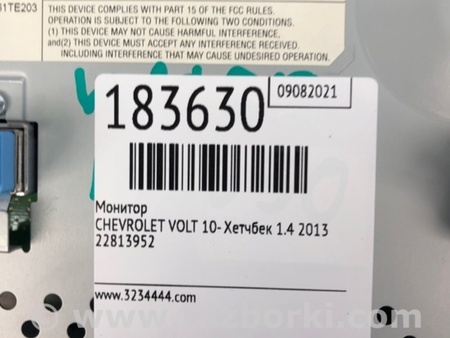 61TE203
THIS DEVICE COMPLIES WITH PART 15 OF THE FCC RULES.
OPERATION IS SUBJECT TO THE FOLLOWING TWO CONDITIONS.
(1) THIS DEVICE MAY NOT CAUSE HARMFUL INTERFERENCE,
and(2) THIS DEVICE MUST ACCEPT ANY INTERFERENCE RECEIVED.
INCLUDING INTERFERENCE THAT MAY CAUSE UNDESIRED OPERATION.
183630
09082021
Монитор
CHEVROLET VOLT 10- Хетчбек 1.4 2013
22813952
www.3234444.com